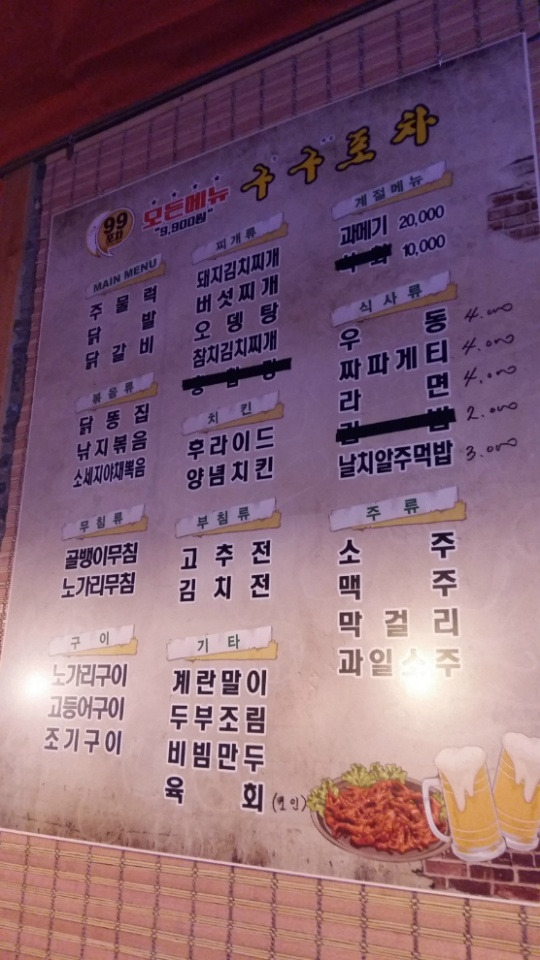 99
포차
모든메뉴
"9,900원"
구구포차
MAIN MENU
주물럭
닭발
닭갈비
볶음류
닭똥집
낙지볶음
소세지야채볶음
무침류
골뱅이무침
노가리무침
구이
노가리구이
고등어구이
조기구이
찌개류
돼지김치찌개
버섯찌개
오뎅탕
참치김치찌개
치킨
후라이드
양념치킨
부침류
고추전
김치전
기타
계란말이
두부조림
비빔만두
육회 (1인)
계절메뉴
과메기 20,000
10,000
식사류
우동 4.000
짜파게티 4.000
라면 4.000
2.000
날치알주먹밥 3.000
주류
소주
맥주
막걸리
과일소주